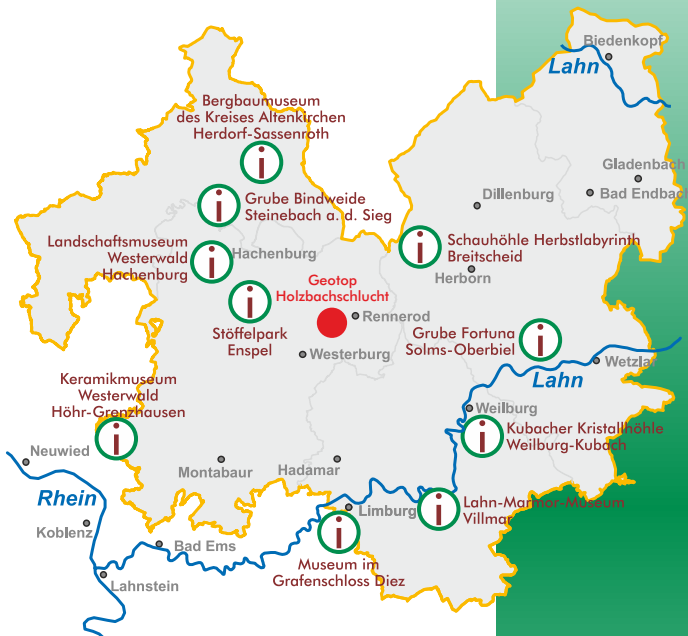 Biedenkopf
Lahn
Bergbaumuseum
des Kreises Altenkirchen
Herdorf-Sassenroth
i
Gladenbach
Bad Endbach
Dillenburg
i
Grube Bindweide
Steinebach a. d. Sieg
Landschaftsmuseum
Westerwald
Hachenburg
i
Hachenburg
i
Schauhöhle Herbstlabyrinth
Breitscheid
Herborn
Geotop
Holzbachschlucht
i
Stöffelpark
Enspel
Rennerod
Westerburg
Grube Fortuna
Solms-Oberbiel
i
Wetzlar
Lahn
Keramikmuseum
Westerwald
Höhr-Grenzhausen
i
Weilburg
i
Kubacher Kristallhöhle
Weilburg-Kubach
Neuwied
Montabaur
Hadamar
Rhein
Koblenz
Limburg
i
Lahn-Marmor-Museum
Villmar
Bad Ems
i
Museum im
Grafenschloss Diez
Lahnstein